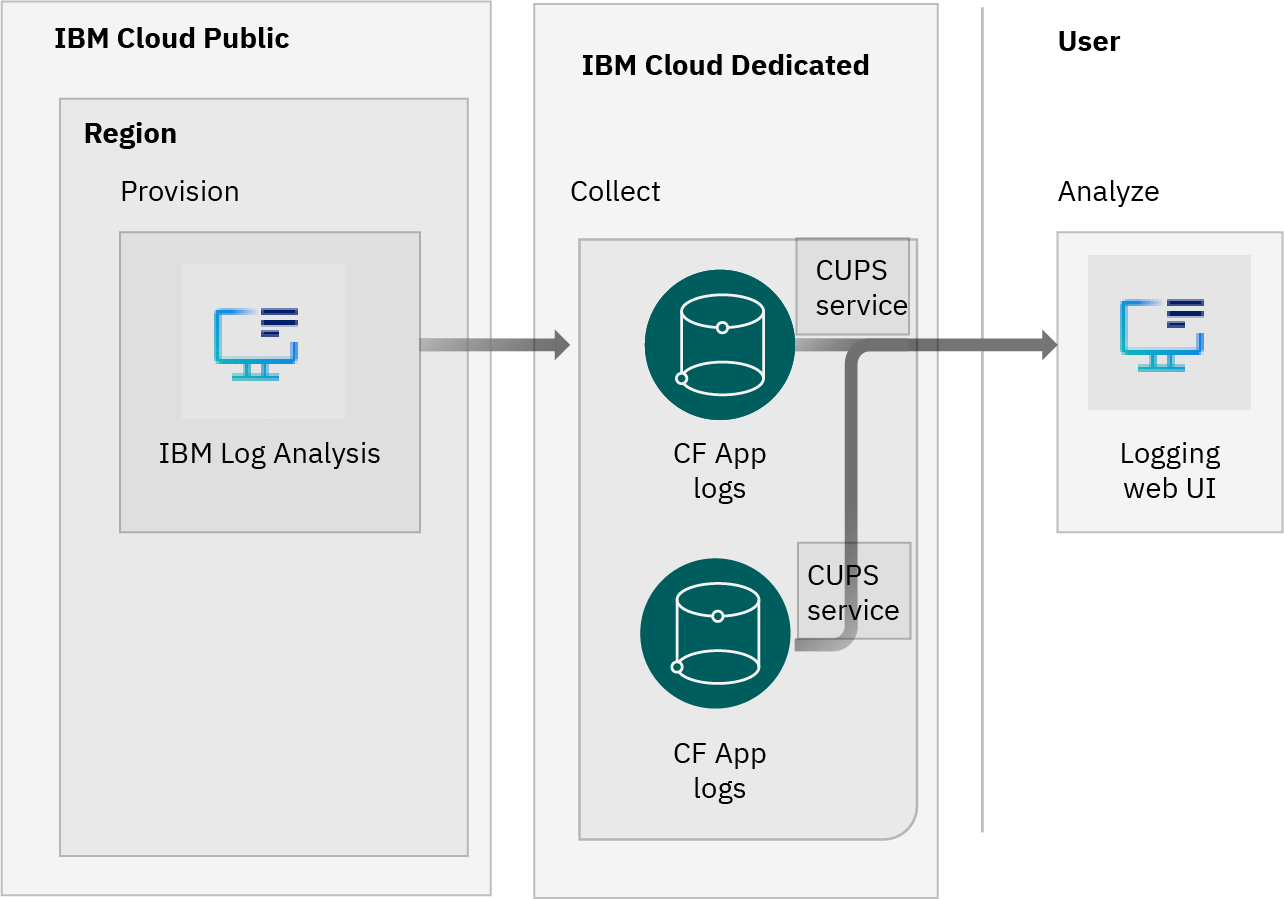 IBM Cloud Public
Region
Provision
IBM Log Analysis
IBM Cloud Dedicated
Collect
CUPS
service
CF App
logs
CUPS
service
CF App
logs
User
Analyze
Logging
web UI